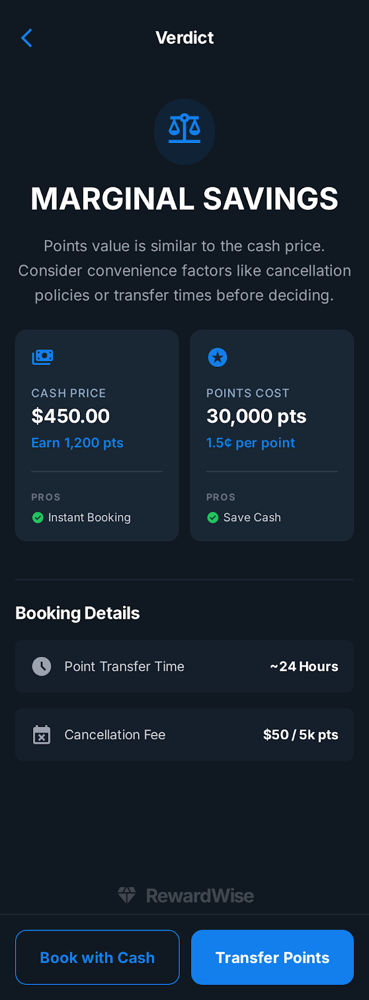 Verdict
MARGINAL SAVINGS
Points value is similar to the cash price.
Consider convenience factors like cancellation
policies or transfer times before deciding.
CASH PRICE
$450.00
Earn 1,200 pts
PROS
Instant Booking
POINTS COST
30,000 pts
1.5¢ per point
PROS
Save Cash
Booking Details
Point Transfer Time ~24 Hours
Cancellation Fee $50 / 5k pts
RewardWise
Book with Cash Transfer Points